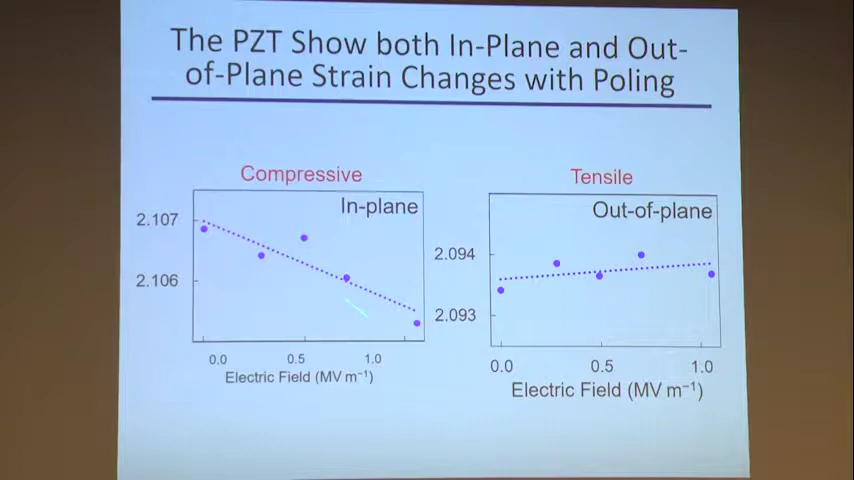 The PZT Show both In-Plane and Out-
of-Plane Strain Changes with Poling
Compressive
In-plane
2.107
2.106
0.0 0.5 1.0
Electric Field (MV m⁻¹)
Tensile
Out-of-plane
2.094
2.093
0.0 0.5 1.0
Electric Field (MV m⁻¹)